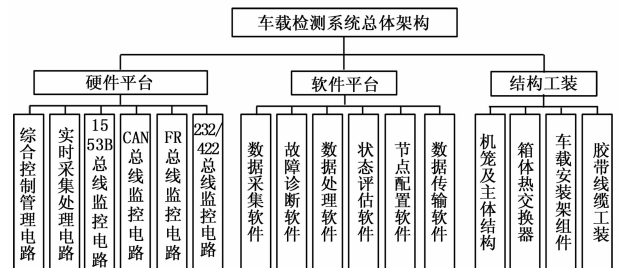 车载检测系统总体架构
硬件平台
软件平台
结构工装
综合控制管理电路
实时采集处理电路
1553B总线监控电路
CAN总线监控电路
FR总线监控电路
232/422总线监控电路
数据采集软件
故障诊断软件
数据处理软件
状态评估软件
节点配置软件
数据传输软件
机笼及主体结构
箱体热交换器
车载安装架组件
胶带线缆工装